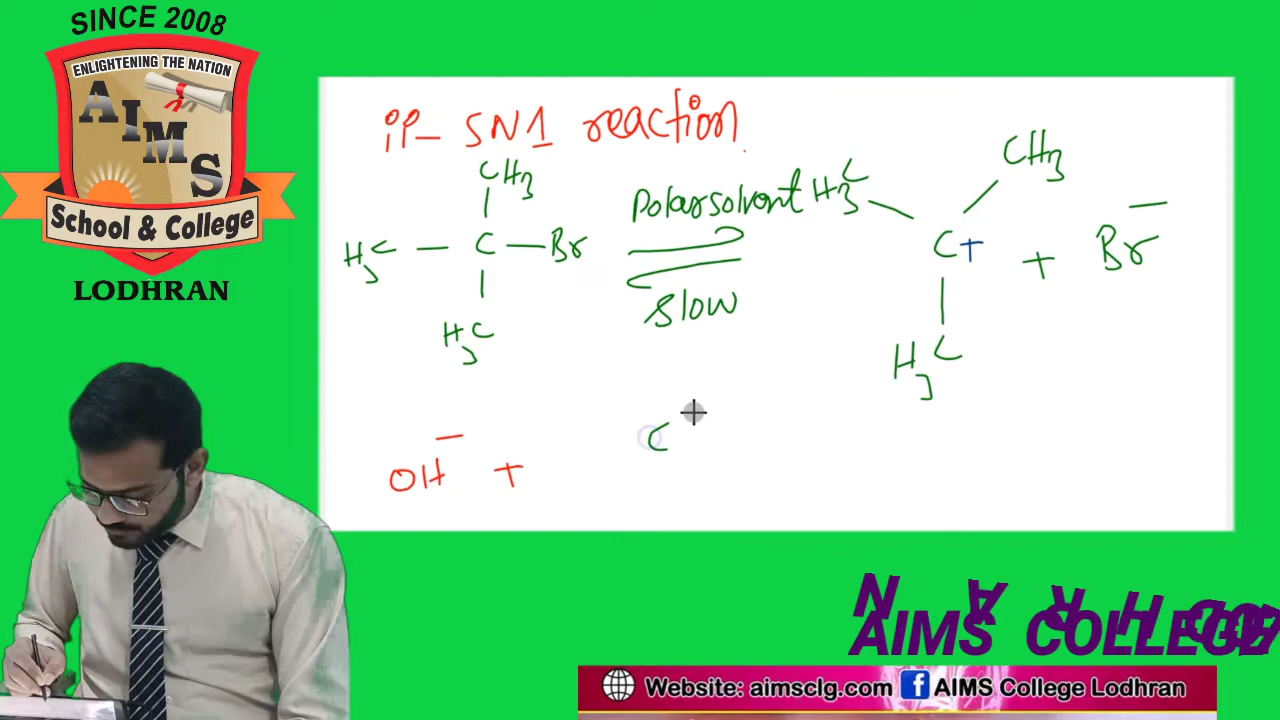 SINCE 2008
ENLIGHTENING THE NATION
AIMS
School & College
LODHRAN
ii- SN1 reaction
CH3
H3C — C — Br
H3C
Polar solvent
Slow
H3C
CH3
C+ + Br−
H3C
OH− +
C
AIMS COLLEGE
Website: aimsclg.com AIMS College Lodhran